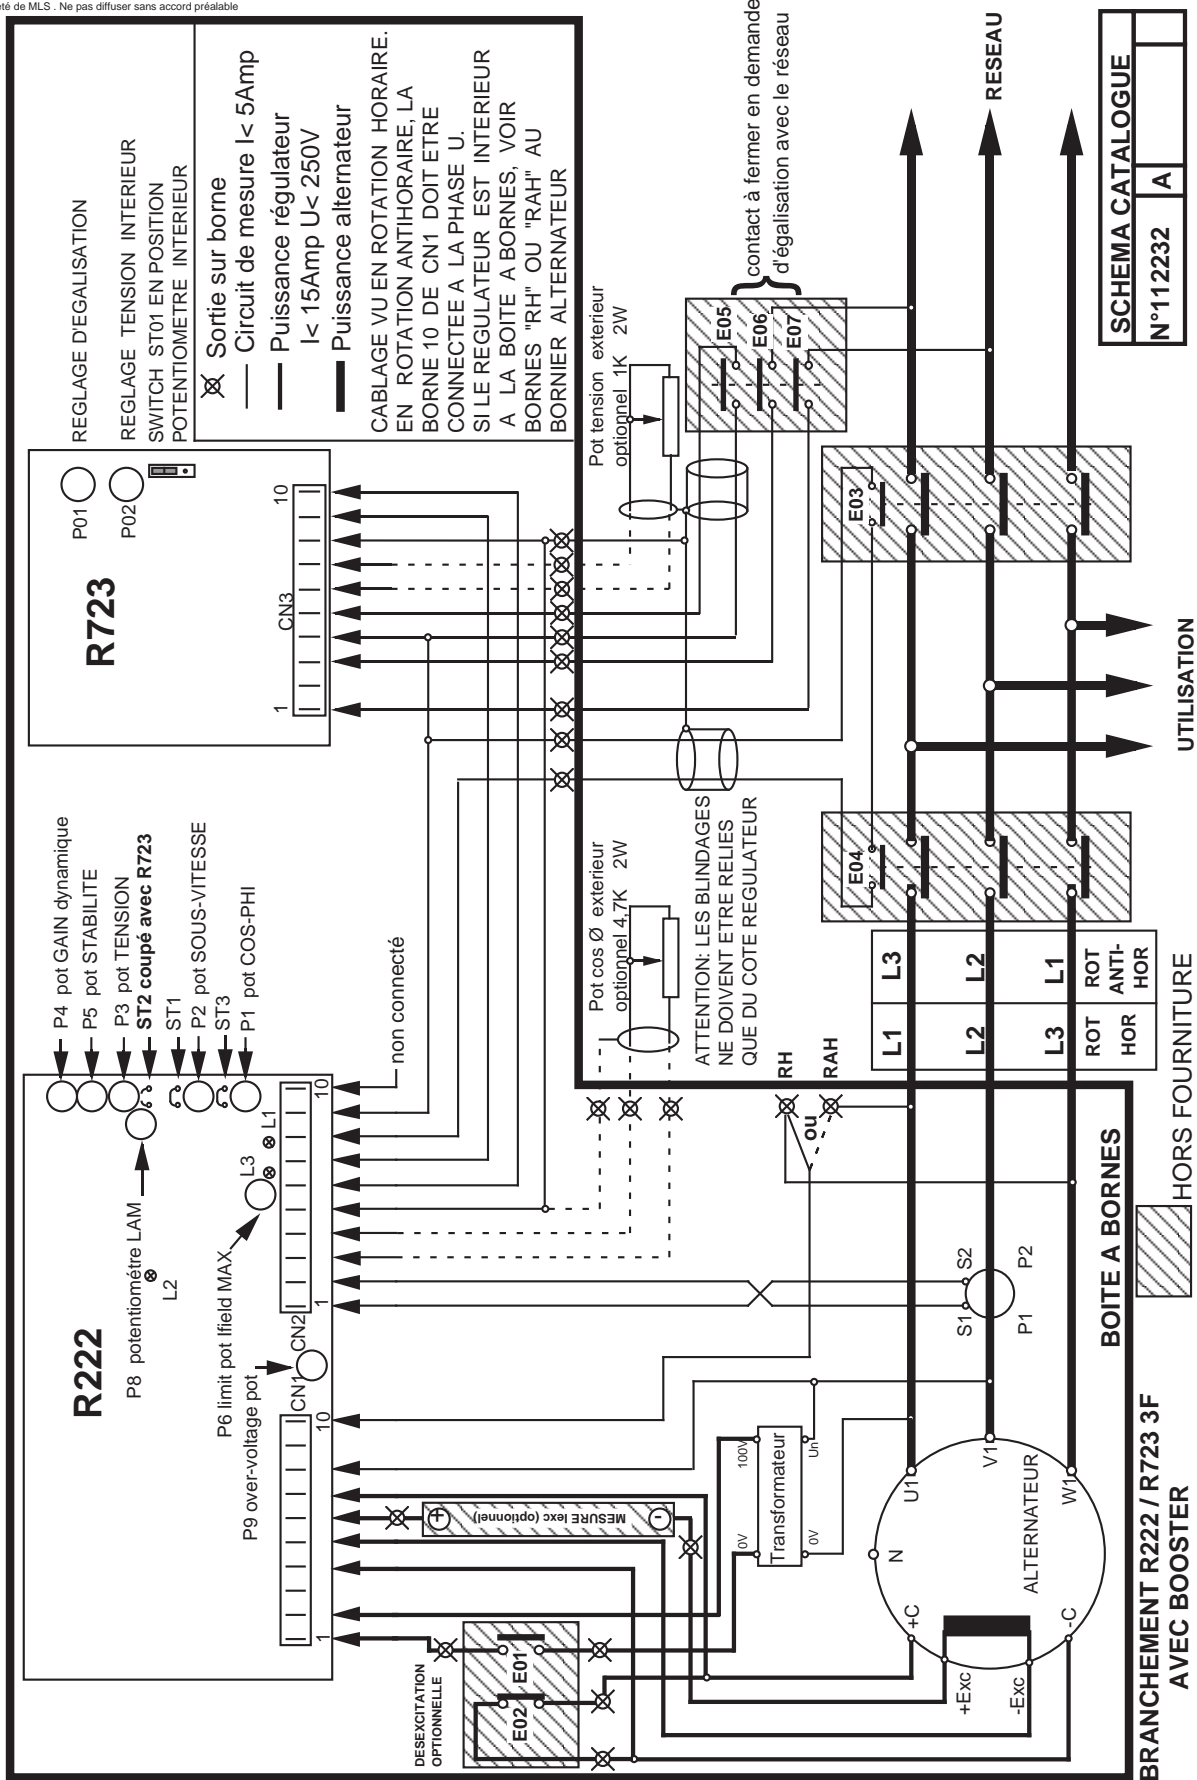 été de MLS . Ne pas diffuser sans accord préalable
R222
P4 pot GAIN dynamique
P5 pot STABILITE
P3 pot TENSION
ST2 coupé avec R723
ST1
P2 pot SOUS-VITESSE
ST3
P1 pot COS-PHI
P8 potentiométre LAM
L2
L3
L1
P6 limit pot Ifield MAX
P9 over-voltage pot
CN1
CN2
1
10
1
10
non connecté
R723
P01
P02
CN3
1
10
REGLAGE D'EGALISATION
REGLAGE TENSION INTERIEUR
SWITCH ST01 EN POSITION
POTENTIOMETRE INTERIEUR
Sortie sur borne
Circuit de mesure I< 5Amp
Puissance régulateur
I< 15Amp U< 250V
Puissance alternateur
CABLAGE VU EN ROTATION HORAIRE.
EN ROTATION ANTIHORAIRE, LA
BORNE 10 DE CN1 DOIT ETRE
CONNECTEE A LA PHASE U.
SI LE REGULATEUR EST INTERIEUR
A LA BOITE A BORNES, VOIR
BORNES "RH" OU "RAH" AU
BORNIER ALTERNATEUR
DESEXCITATION
OPTIONNELLE
E02
E01
+
MESURE Iexc (optionnel)
-
0V
100V
Transformateur
0V
Un
S1
S2
P1
P2
RH
ou
RAH
Pot cos Ø exterieur
optionnel 4,7K 2W
ATTENTION: LES BLINDAGES
NE DOIVENT ETRE RELIES
QUE DU COTE REGULATEUR
Pot tension exterieur
optionnel 1K 2W
E05
E06
E07
contact à fermer en demande
d'égalisation avec le réseau
E04
E03
L1
L3
L2
L2
L3
L1
ROT
HOR
ROT
ANTI-
HOR
+C
N
U1
V1
W1
ALTERNATEUR
-C
+Exc
-Exc
BOITE A BORNES
HORS FOURNITURE
UTILISATION
RESEAU
BRANCHEMENT R222 / R723 3F
AVEC BOOSTER
SCHEMA CATALOGUE
N°112232
A